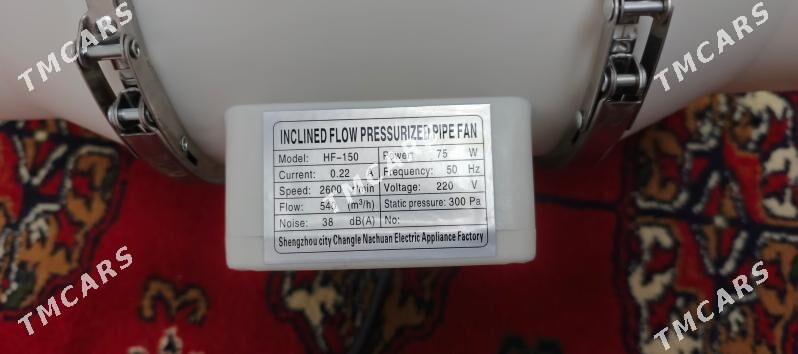 TMCARS
TMCARS
INCLINED FLOW PRESSURIZED PIPE FAN
Model: HF-150 Power: 75 W
Current: 0.22 A Frequency: 50 Hz
Speed: 2600 r/min Voltage: 220 V
Flow: (m³/h) Static pressure: 300 Pa
Noise: 38 dB(A) No:
Shengzhou city Changle Nachuan Electric Appliance Factory
TMCARS
TMCARS
TMCARS